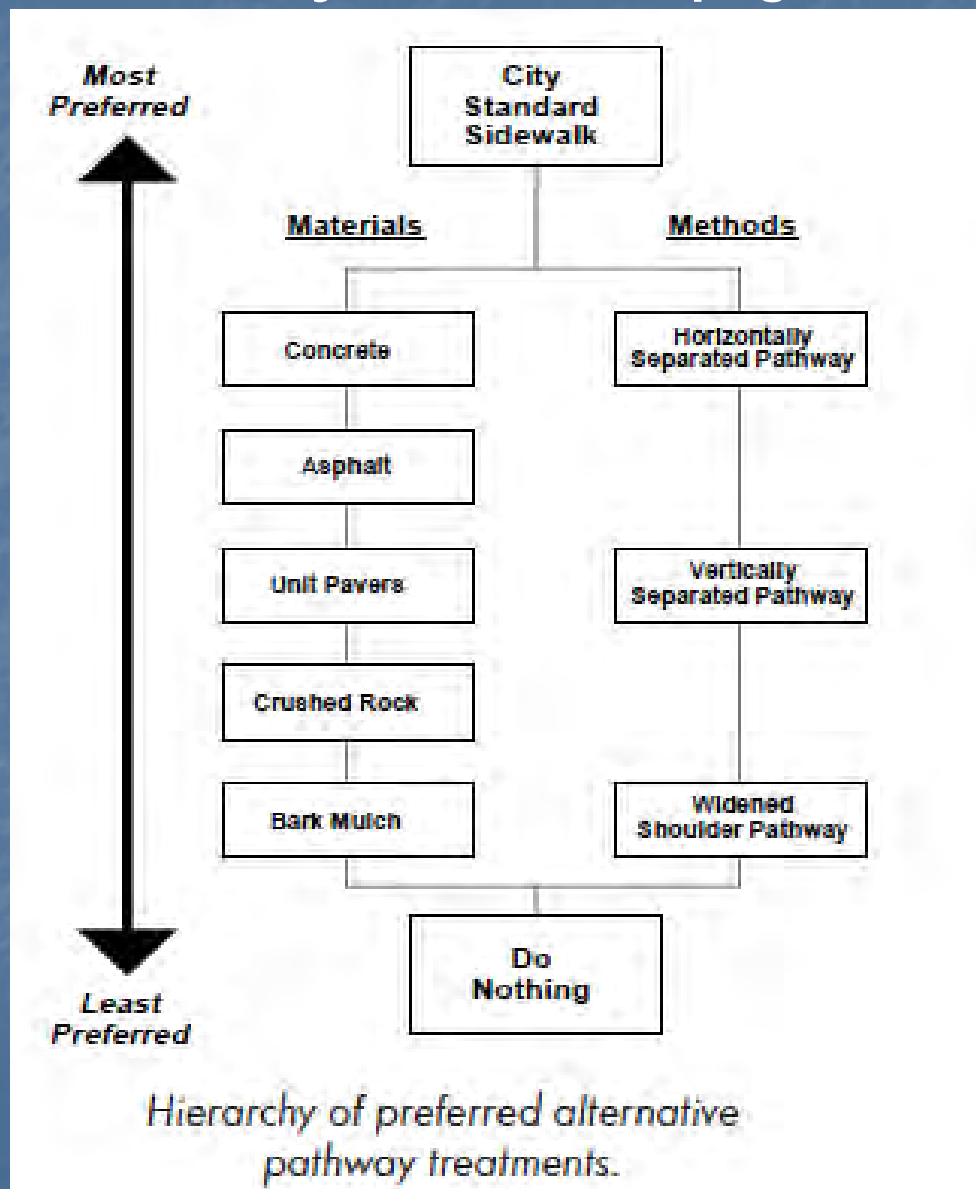 Most
Preferred
City
Standard
Sidewalk
Materials
Methods
Concrete
Horizontally
Separated Pathway
Asphalt
Unit Pavers
Vertically
Separated Pathway
Crushed Rock
Bark Mulch
Widened
Shoulder Pathway
Do
Nothing
Least
Preferred
Hierarchy of preferred alternative
pathway treatments.